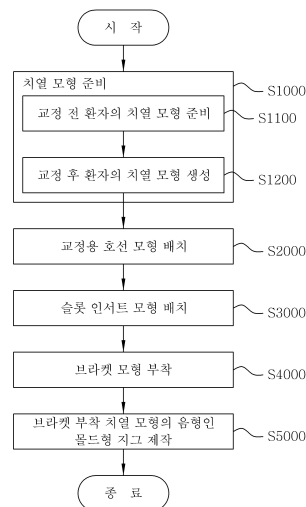 시 작
치열 모형 준비
S1000
교정 전 환자의 치열 모형 준비
S1100
교정 후 환자의 치열 모형 생성
S1200
교정용 호선 모형 배치
S2000
슬롯 인서트 모형 배치
S3000
브라켓 모형 부착
S4000
브라켓 부착 치열 모형의 음형인
몰드형 지그 제작
S5000
종 료